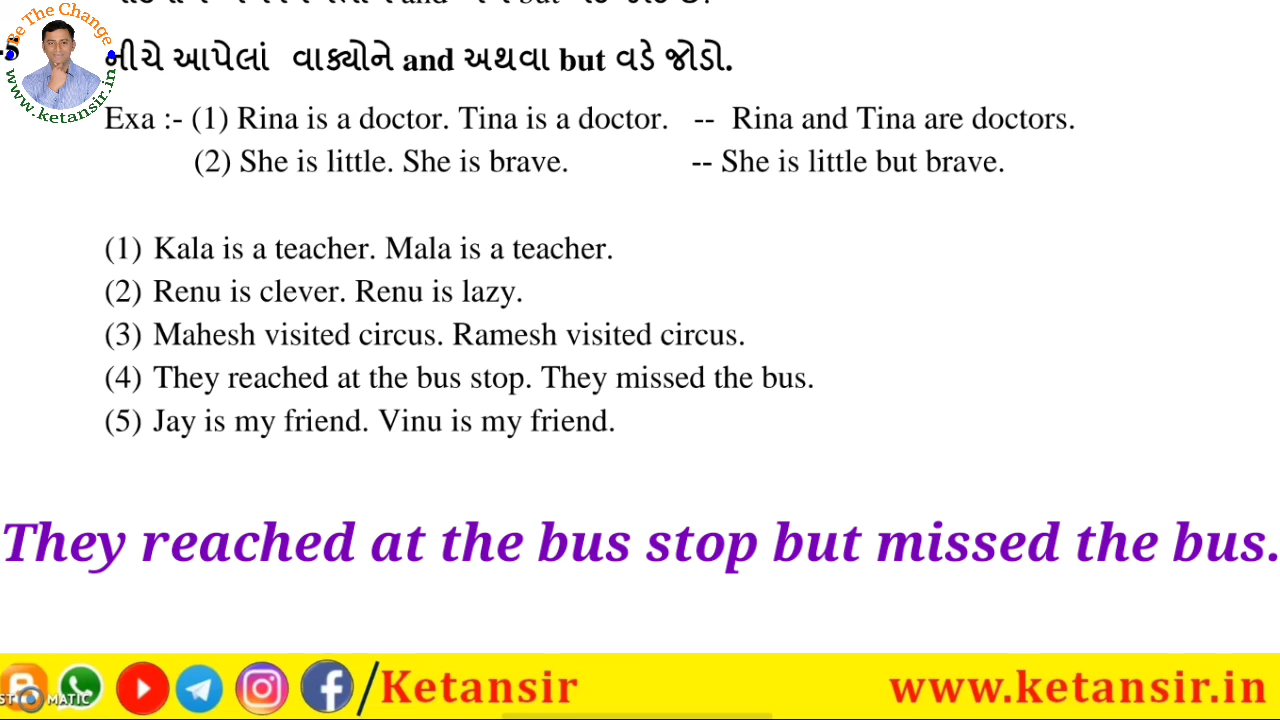 and but
નીચે આપેલાં વાક્યોને and અથવા but વડે જોડો.
Be The Change
www.ketansir.in
Exa :- (1) Rina is a doctor. Tina is a doctor. -- Rina and Tina are doctors.
(2) She is little. She is brave. -- She is little but brave.
(1) Kala is a teacher. Mala is a teacher.
(2) Renu is clever. Renu is lazy.
(3) Mahesh visited circus. Ramesh visited circus.
(4) They reached at the bus stop. They missed the bus.
(5) Jay is my friend. Vinu is my friend.
They reached at the bus stop but missed the bus.
/Ketansir www.ketansir.in
MATIC